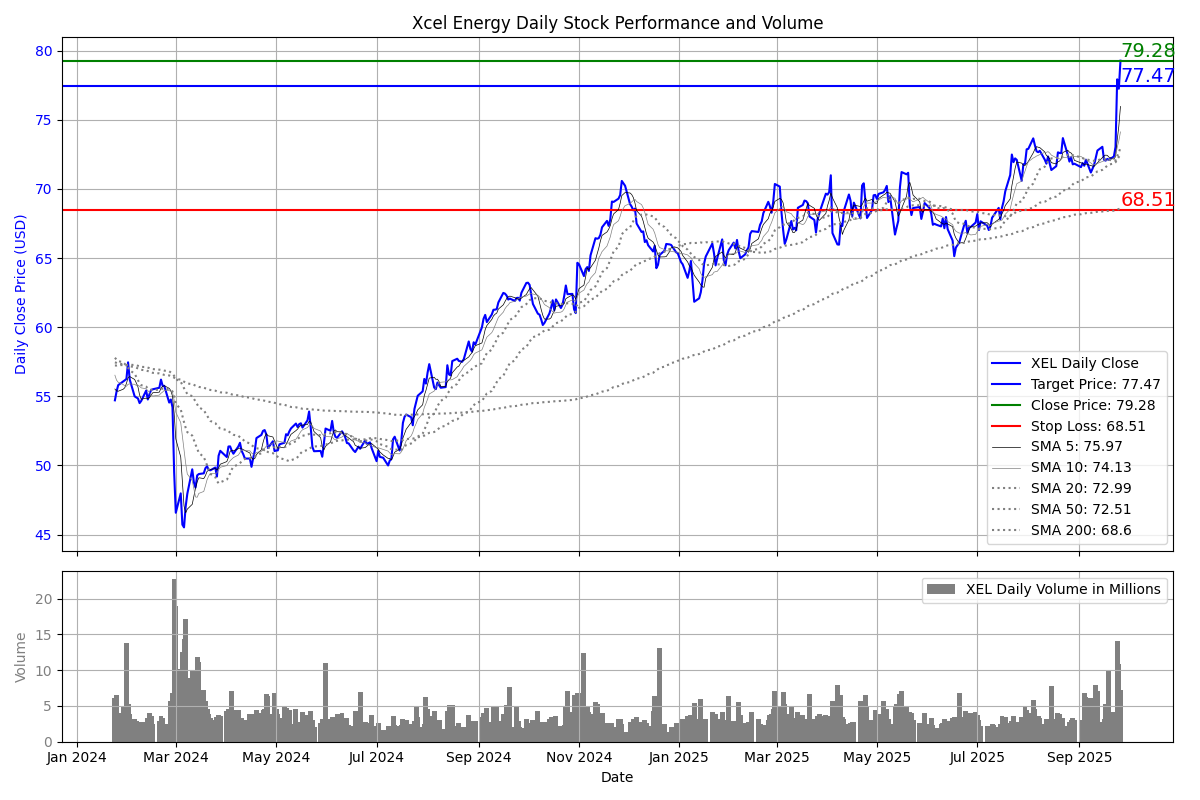 Xcel Energy Daily Stock Performance and Volume
Daily Close Price (USD)
80
75
70
65
60
55
50
45
79.28
77.47
68.51
XEL Daily Close
Target Price: 77.47
Close Price: 79.28
Stop Loss: 68.51
SMA 5: 75.97
SMA 10: 74.13
SMA 20: 72.99
SMA 50: 72.51
SMA 200: 68.6
Volume
20
15
10
5
0
XEL Daily Volume in Millions
Jan 2024 Mar 2024 May 2024 Jul 2024 Sep 2024 Nov 2024 Jan 2025 Mar 2025 May 2025 Jul 2025 Sep 2025
Date